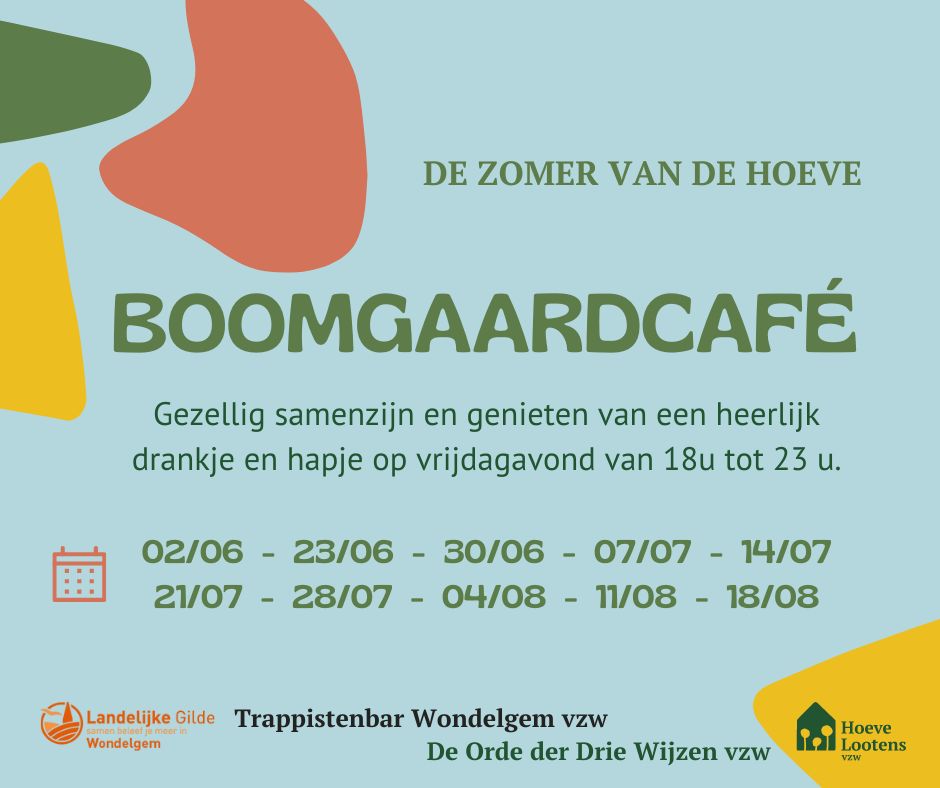 DE ZOMER VAN DE HOEVE
BOOMGAARDCAFÉ
Gezellig samenzijn en genieten van een heerlijk
drankje en hapje op vrijdagavond van 18u tot 23 u.
02/06 - 23/06 - 30/06 - 07/07 - 14/07
21/07 - 28/07 - 04/08 - 11/08 - 18/08
Landelijke Gilde
samen beleef je meer in
Wondelgem
Trappistenbar Wondelgem vzw
De Orde der Drie Wijzen vzw
Hoeve
Lootens
vzw